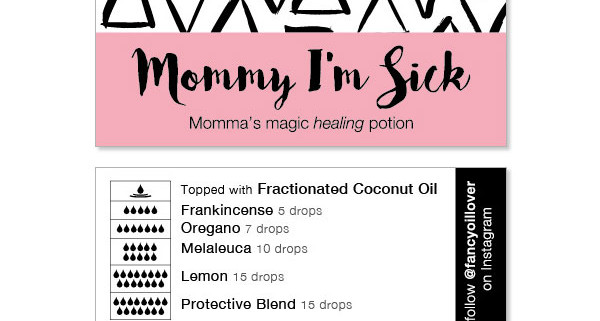 Mommy I'm Sick
Momma's magic healing potion
Topped with Fractionated Coconut Oil
Frankincense 5 drops
Oregano 7 drops
Melaleuca 10 drops
Lemon 15 drops
Protective Blend 15 drops
follow @fancyoillover
on Instagram